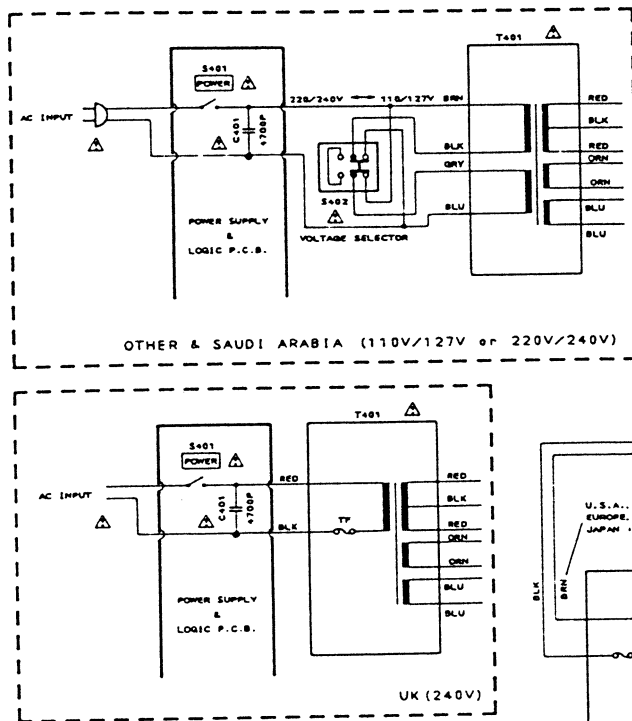 T401
S401
POWER
220/240V ←→ 110/127V
BRN
RED
BLK
AC INPUT
C401
4700P
BLK
RED
GRY
ORN
ORN
S402
BLU
BLU
BLU
POWER SUPPLY
&
LOGIC P.C.B.
VOLTAGE SELECTOR
OTHER & SAUDI ARABIA (110V/127V or 220V/240V)
T401
S401
POWER
RED
RED
AC INPUT
C401
4700P
BLK
BLK
TF
RED
ORN
ORN
BLU
BLU
POWER SUPPLY
&
LOGIC P.C.B.
UK (240V)
U.S.A.,
EUROPE,
JAPAN
BLK
BRN